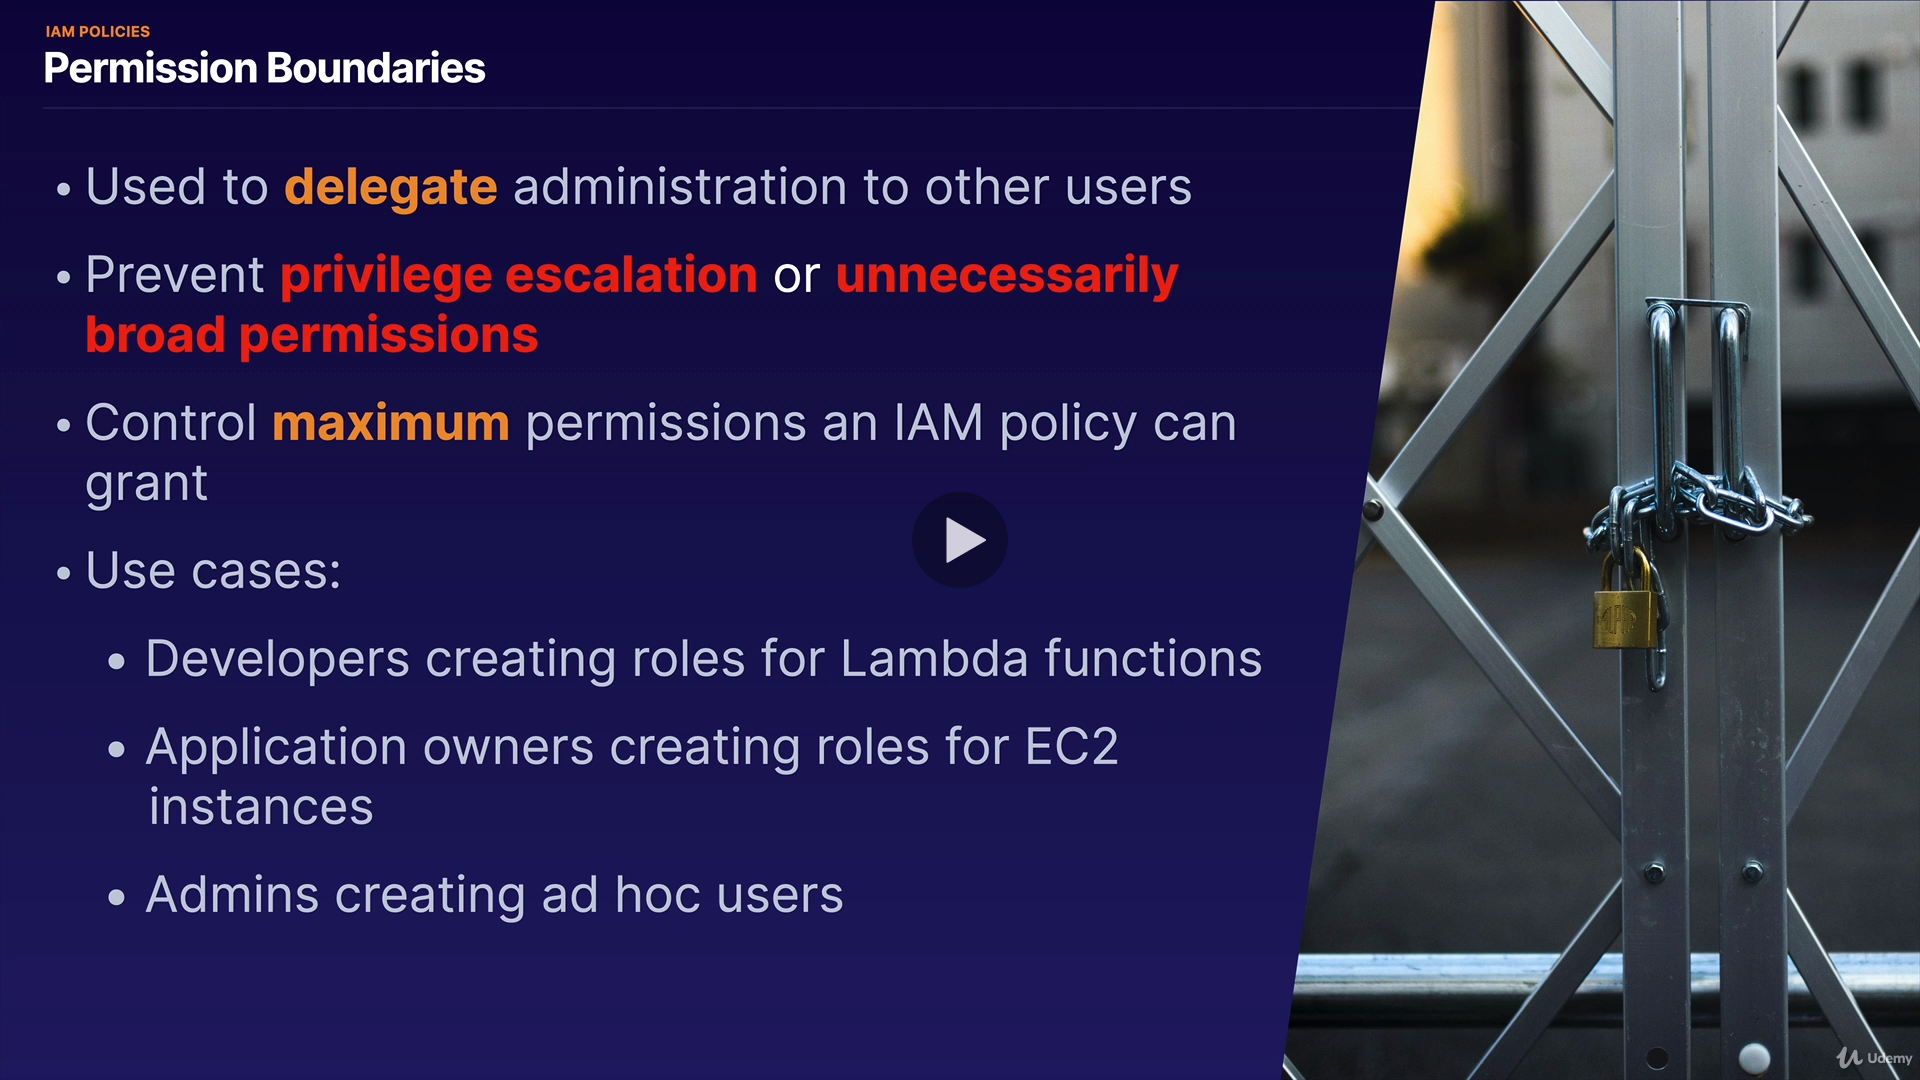 IAM POLICIES
Permission Boundaries
• Used to delegate administration to other users
• Prevent privilege escalation or unnecessarily
broad permissions
• Control maximum permissions an IAM policy can
grant
• Use cases:
• Developers creating roles for Lambda functions
• Application owners creating roles for EC2
instances
• Admins creating ad hoc users
Udemy